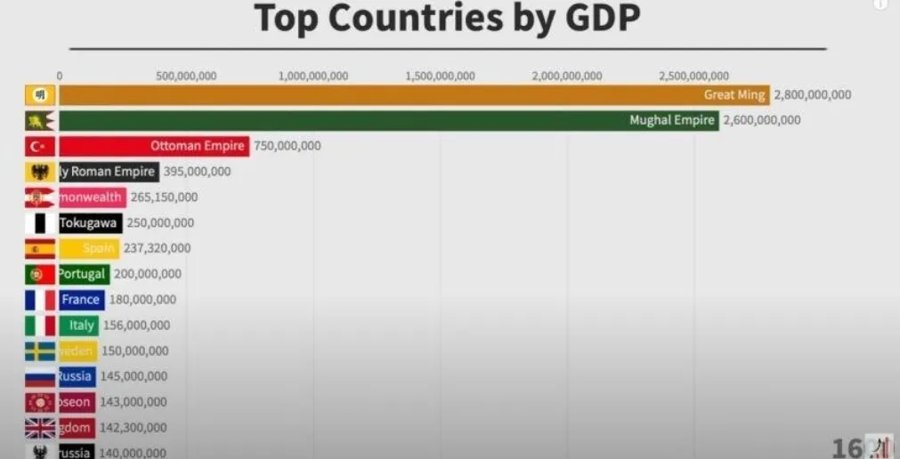 Top Countries by GDP
0 500,000,000 1,000,000,000 1,500,000,000 2,000,000,000 2,500,000,000
明 Great Ming 2,800,000,000
Mughal Empire 2,600,000,000
Ottoman Empire 750,000,000
ly Roman Empire 395,000,000
monwealth 265,150,000
Tokugawa 250,000,000
Spain 237,320,000
Portugal 200,000,000
France 180,000,000
Italy 156,000,000
eden 150,000,000
Russia 145,000,000
oseon 143,000,000
gdom 142,300,000
russia 140,000,000